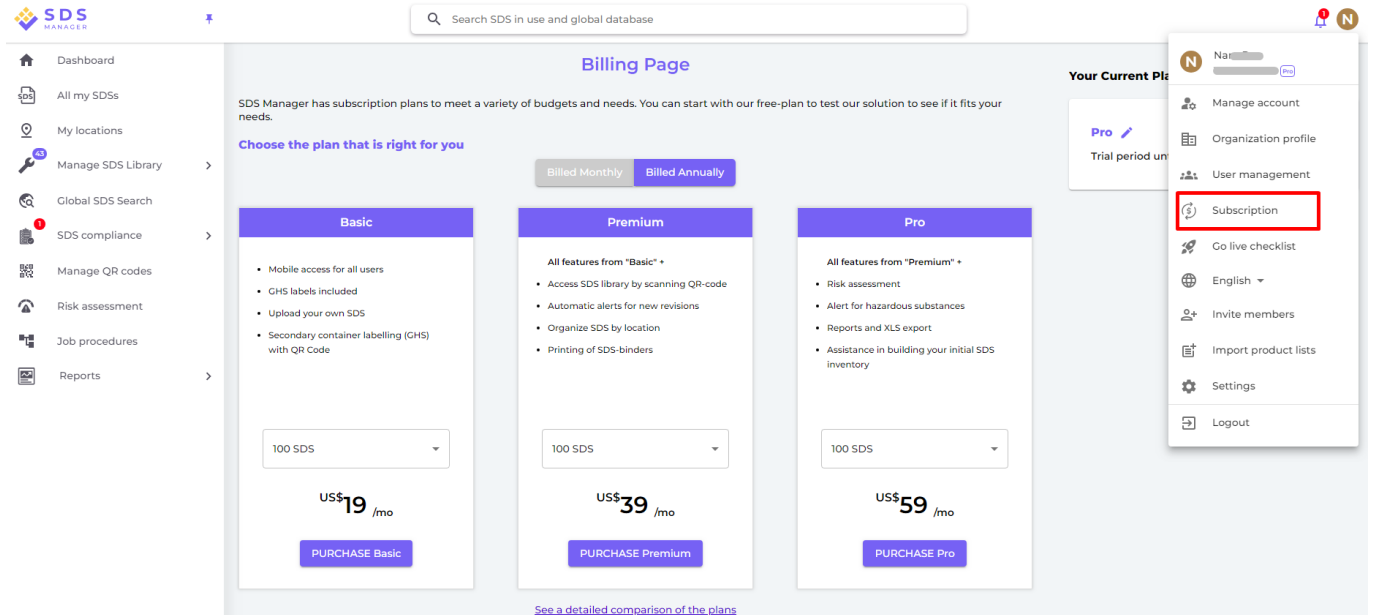 SDS
MANAGER
Search SDS in use and global database
1
N
Dashboard
SDS
All my SDSs
My locations
43
Manage SDS Library
Global SDS Search
1
SDS compliance
Manage QR codes
Risk assessment
Job procedures
Reports
Billing Page
SDS Manager has subscription plans to meet a variety of budgets and needs. You can start with our free-plan to test our solution to see if it fits your
needs.
Choose the plan that is right for you
Billed Monthly
Billed Annually
Basic
Mobile access for all users
GHS labels included
Upload your own SDS
Secondary container labelling (GHS)
with QR Code
100 SDS
US$19 /mo
PURCHASE Basic
Premium
All features from "Basic" +
Access SDS library by scanning QR-code
Automatic alerts for new revisions
Organize SDS by location
Printing of SDS-binders
100 SDS
US$39 /mo
PURCHASE Premium
Pro
All features from "Premium" +
Risk assessment
Alert for hazardous substances
Reports and XLS export
Assistance in building your initial SDS
inventory
100 SDS
US$59 /mo
PURCHASE Pro
See a detailed comparison of the plans
Your Current
Pro
Trial period
N
Pro
Manage account
Organization profile
User management
Subscription
Go live checklist
English
Invite members
Import product lists
Settings
Logout